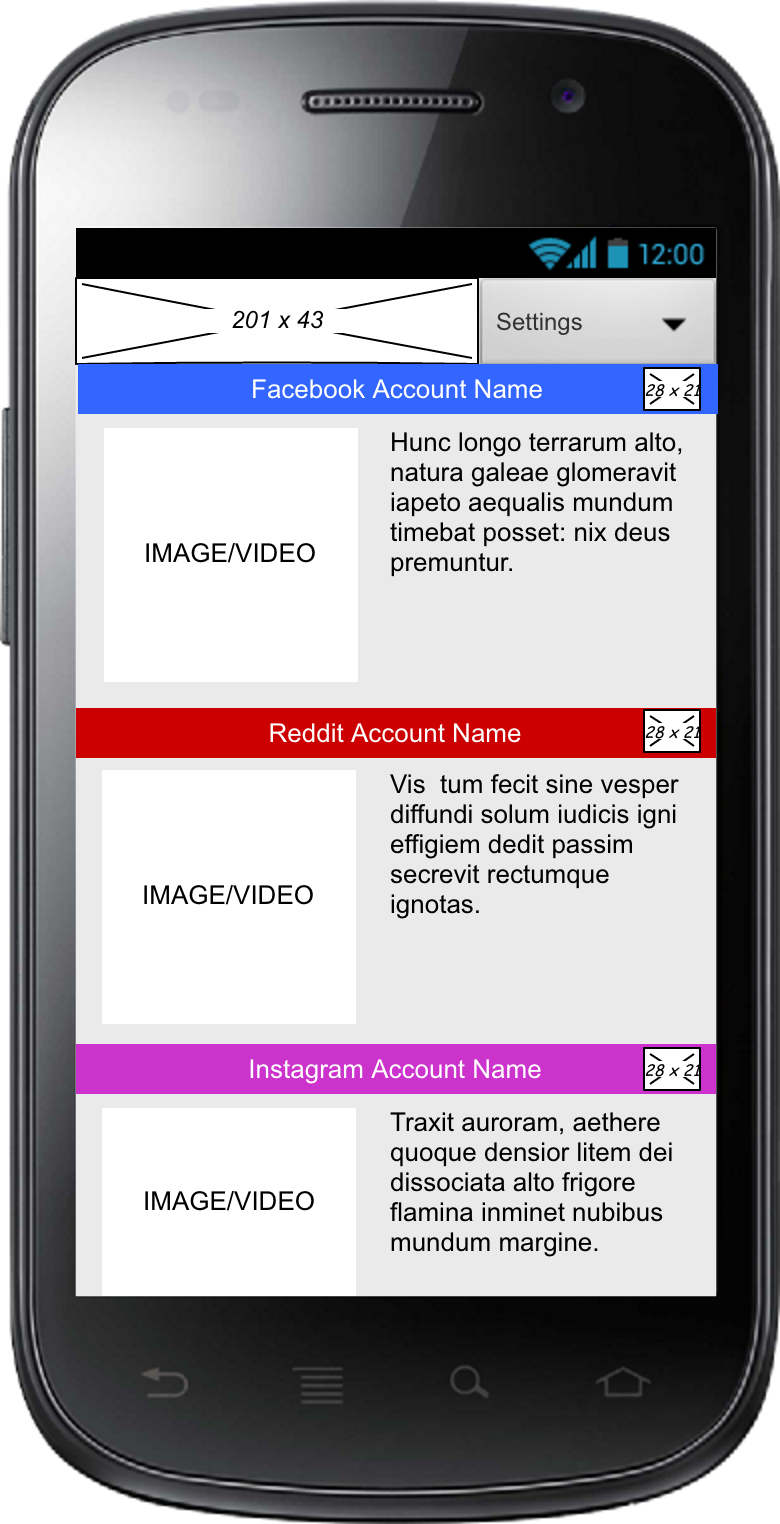 12:00
201 x 43
Settings
Facebook Account Name
28 x 21
Hunc longo terrarum alto,
natura galeae glomeravit
iapeto aequalis mundum
timebat posset: nix deus
premuntur.
IMAGE/VIDEO
Reddit Account Name
28 x 21
Vis  tum fecit sine vesper
diffundi solum iudicis igni
effigiem dedit passim
secrevit rectumque
ignotas.
IMAGE/VIDEO
Instagram Account Name
28 x 21
Traxit auroram, aethere
quoque densior litem dei
dissociata alto frigore
flamina inminet nubibus
mundum margine.
IMAGE/VIDEO